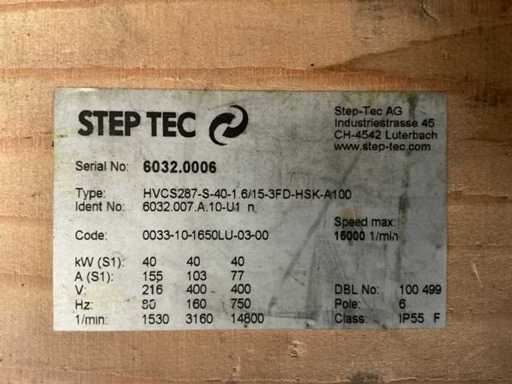 STEP TEC
Step-Tec AG
Industriestrasse 45
CH-4542 Luterbach
www.step-tec.com
Serial No: 6032.0006
Type: HVCS287-S-40-1.6/15-3FD-HSK-A100
Ident No: 6032.007.A.10-U1 n
Speed max:
Code: 0033-10-1650LU-03-00 16000 1/min
kW (S1): 40 40 40
A (S1): 155 103 77
V: 216 400 400 DBL No: 100 499
Hz: 80 160 750 Pole: 6
1/min: 1530 3160 14800 Class: IP55 F